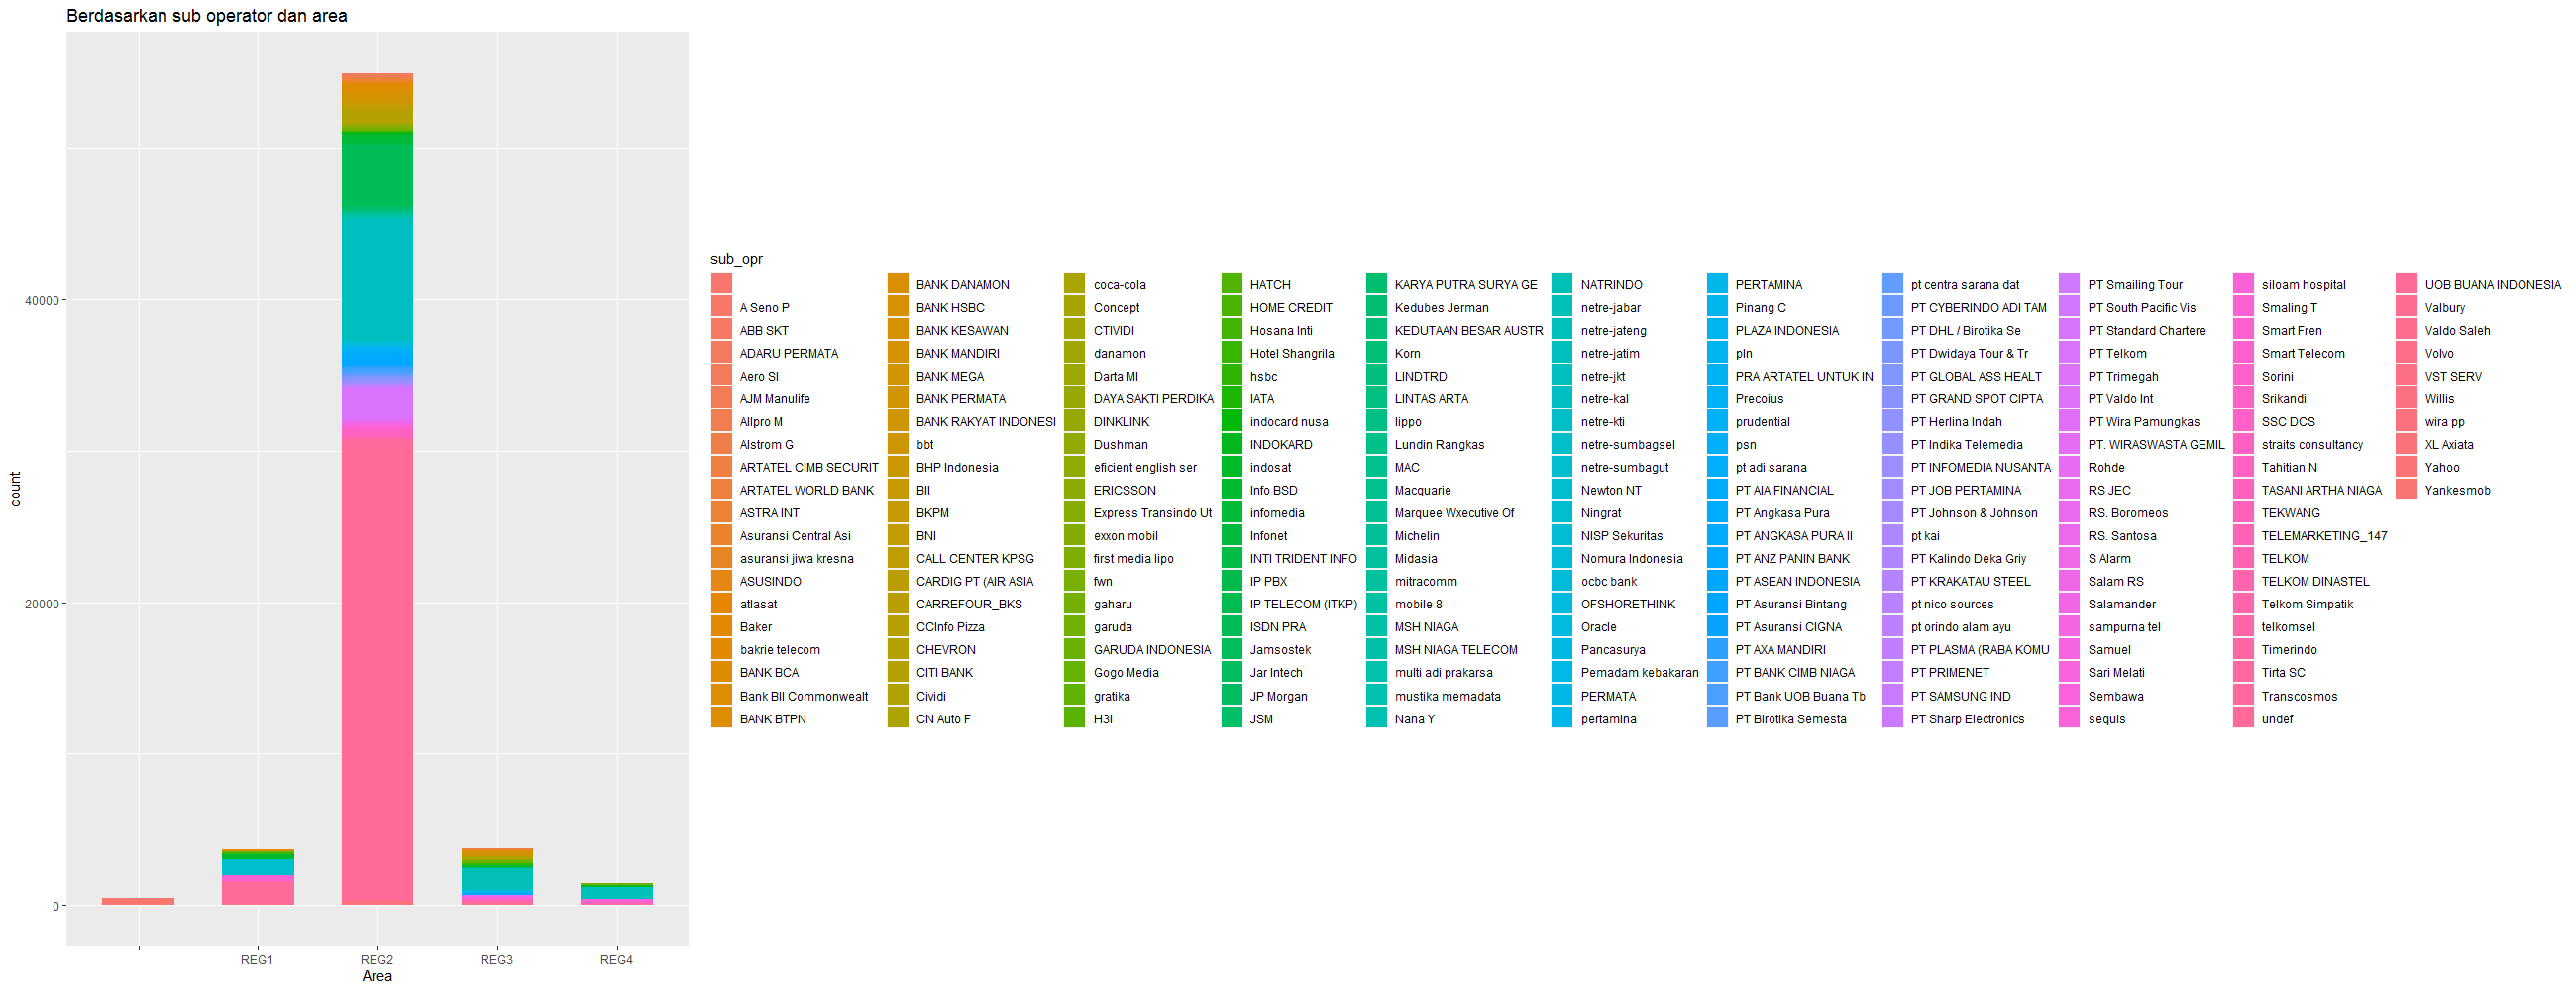 Berdasarkan sub operator dan area
count
40000
20000
0
REG1
REG2
REG3
REG4
Area
sub_opr
A Seno P
ABB SKT
ADARU PERMATA
Aero SI
AJM Manulife
Allpro M
Alstrom G
ARTATEL CIMB SECURIT
ARTATEL WORLD BANK
ASTRA INT
Asuransi Central Asi
asuransi jiwa kresna
ASUSINDO
atlasat
Baker
bakrie telecom
BANK BCA
Bank BII Commonwealt
BANK BTPN
BANK DANAMON
BANK HSBC
BANK KESAWAN
BANK MANDIRI
BANK MEGA
BANK PERMATA
BANK RAKYAT INDONESI
bbt
BHP Indonesia
BII
BKPM
BNI
CALL CENTER KPSG
CARDIG PT (AIR ASIA
CARREFOUR_BKS
CCInfo Pizza
CHEVRON
CITI BANK
Cividi
CN Auto F
coca-cola
Concept
CTIVIDI
danamon
Darta MI
DAYA SAKTI PERDIKA
DINKLINK
Dushman
eficient english ser
ERICSSON
Express Transindo Ut
exxon mobil
first media lipo
fwn
gaharu
garuda
GARUDA INDONESIA
Gogo Media
gratika
H3I
HATCH
HOME CREDIT
Hosana Inti
Hotel Shangrila
hsbc
IATA
indocard nusa
INDOKARD
indosat
Info BSD
infomedia
Infonet
INTI TRIDENT INFO
IP PBX
IP TELECOM (ITKP)
ISDN PRA
Jamsostek
Jar Intech
JP Morgan
JSM
KARYA PUTRA SURYA GE
Kedubes Jerman
KEDUTAAN BESAR AUSTR
Korn
LINDTRD
LINTAS ARTA
lippo
Lundin Rangkas
MAC
Macquarie
Marquee Wxecutive Of
Michelin
Midasia
mitracomm
mobile 8
MSH NIAGA
MSH NIAGA TELECOM
multi adi prakarsa
mustika memadata
Nana Y
NATRINDO
netre-jabar
netre-jateng
netre-jatim
netre-jkt
netre-kal
netre-kti
netre-sumbagsel
netre-sumbagut
Newton NT
Ningrat
NISP Sekuritas
Nomura Indonesia
ocbc bank
OFSHORETHINK
Oracle
Pancasurya
Pemadam kebakaran
PERMATA
pertamina
PERTAMINA
Pinang C
PLAZA INDONESIA
pln
PRA ARTATEL UNTUK IN
Precoius
prudential
psn
pt adi sarana
PT AIA FINANCIAL
PT Angkasa Pura
PT ANGKASA PURA II
PT ANZ PANIN BANK
PT ASEAN INDONESIA
PT Asuransi Bintang
PT Asuransi CIGNA
PT AXA MANDIRI
PT BANK CIMB NIAGA
PT Bank UOB Buana Tb
PT Birotika Semesta
pt centra sarana dat
PT CYBERINDO ADI TAM
PT DHL / Birotika Se
PT Dwidaya Tour & Tr
PT GLOBAL ASS HEALT
PT GRAND SPOT CIPTA
PT Herlina Indah
PT Indika Telemedia
PT INFOMEDIA NUSANTA
PT JOB PERTAMINA
PT Johnson & Johnson
pt kai
PT Kalindo Deka Griy
PT KRAKATAU STEEL
pt nico sources
pt orindo alam ayu
PT PLASMA (RABA KOMU
PT PRIMENET
PT SAMSUNG IND
PT Sharp Electronics
PT Smailing Tour
PT South Pacific Vis
PT Standard Chartere
PT Telkom
PT Trimegah
PT Valdo Int
PT Wira Pamungkas
PT. WIRASWASTA GEMIL
Rohde
RS JEC
RS. Boromeos
RS. Santosa
S Alarm
Salam RS
Salamander
sampurna tel
Samuel
Sari Melati
Sembawa
sequis
siloam hospital
Smaling T
Smart Fren
Smart Telecom
Sorini
Srikandi
SSC DCS
straits consultancy
Tahitian N
TASANI ARTHA NIAGA
TEKWANG
TELEMARKETING_147
TELKOM
TELKOM DINASTEL
Telkom Simpatik
telkomsel
Timerindo
Tirta SC
Transcosmos
undef
UOB BUANA INDONESIA
Valbury
Valdo Saleh
Volvo
VST SERV
Willis
wira pp
XL Axiata
Yahoo
Yankesmob